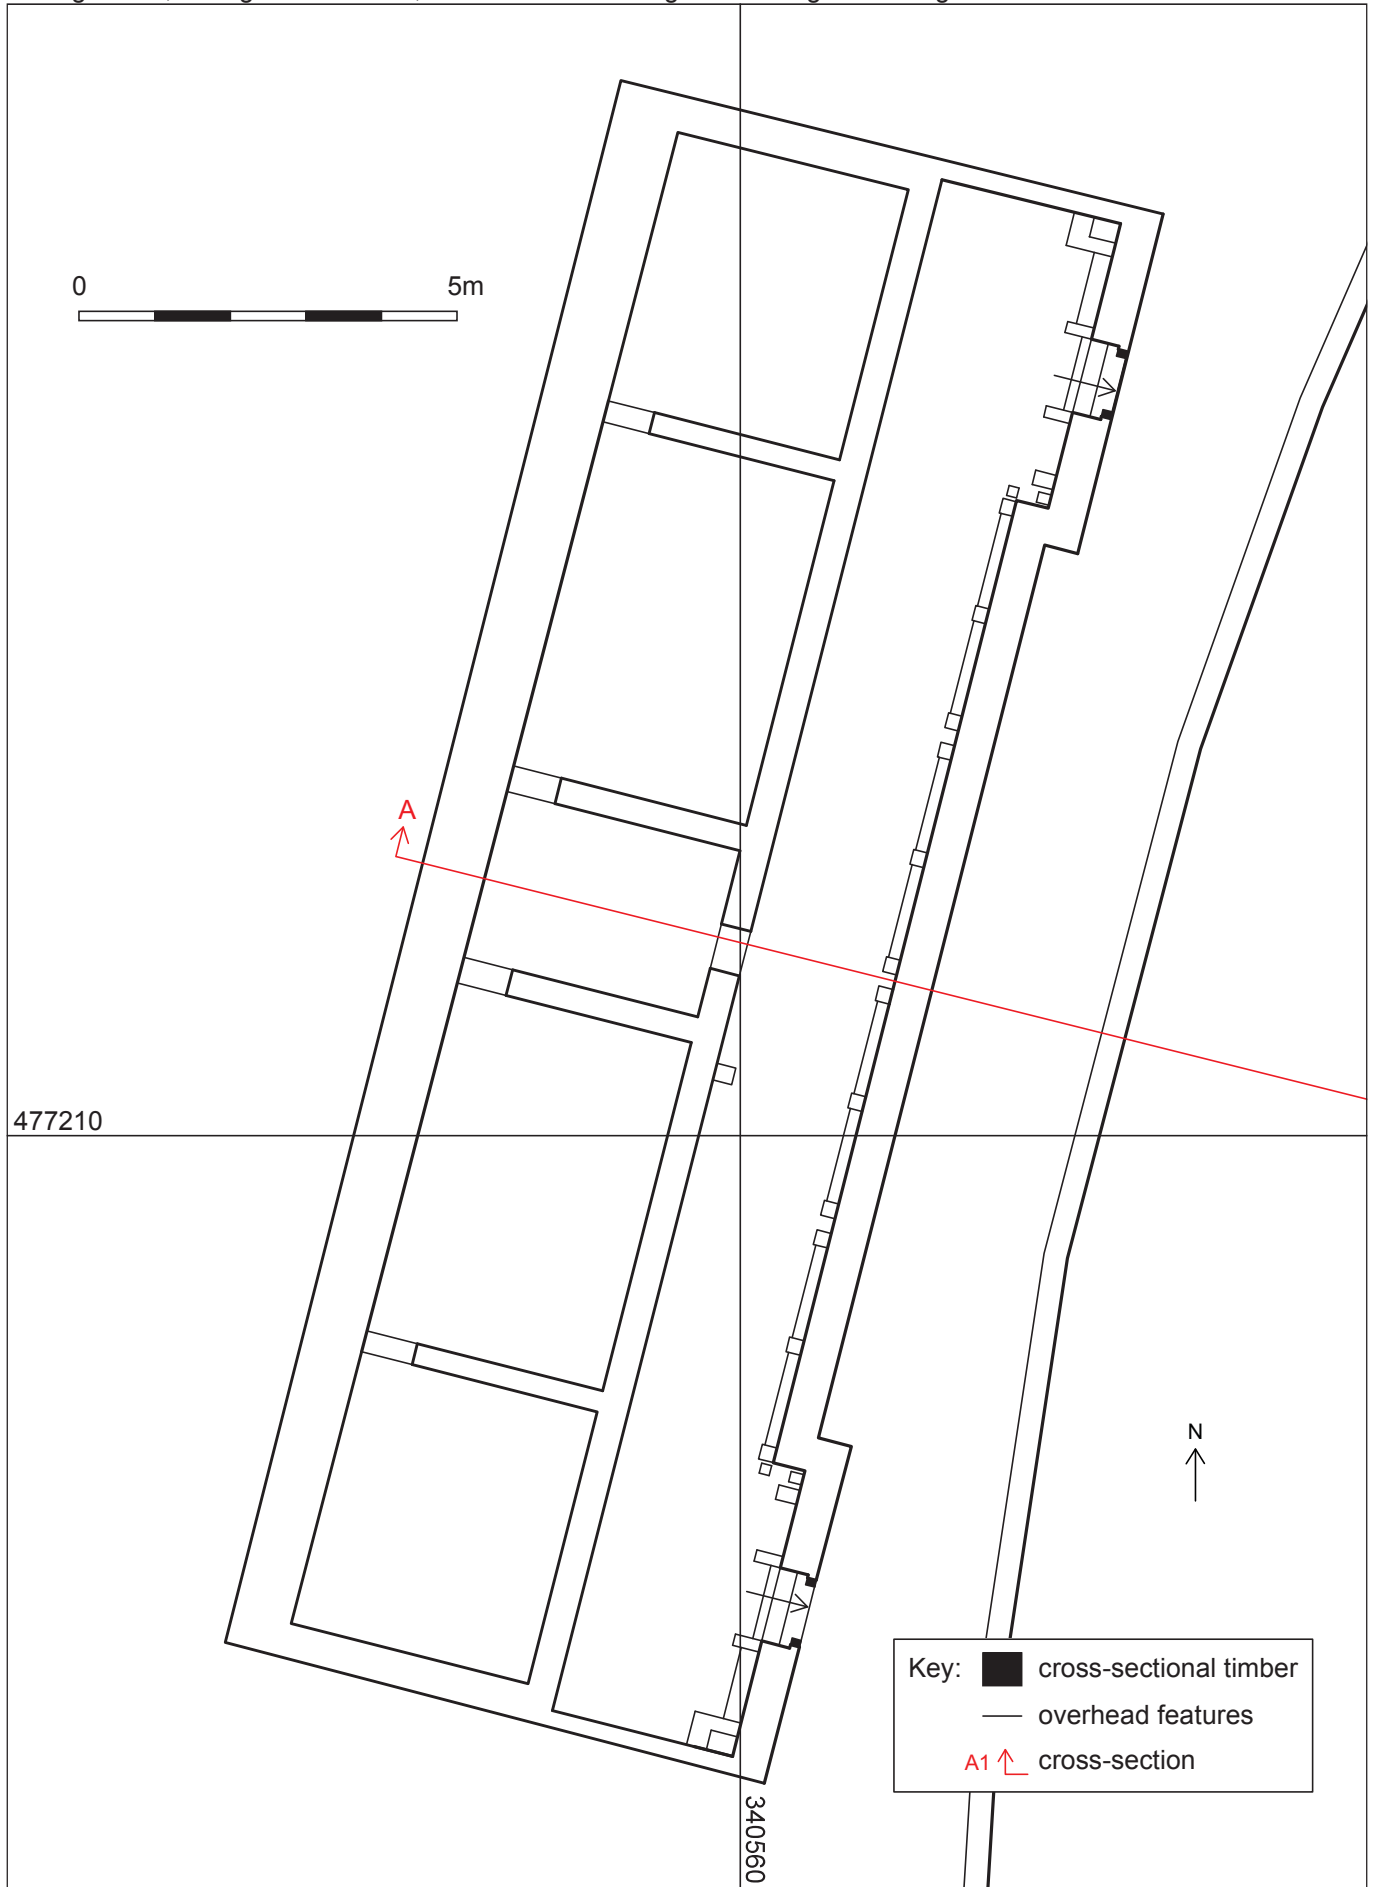 0 5m
A
477210
N
Key: cross-sectional timber
overhead features
A1 cross-section
340560